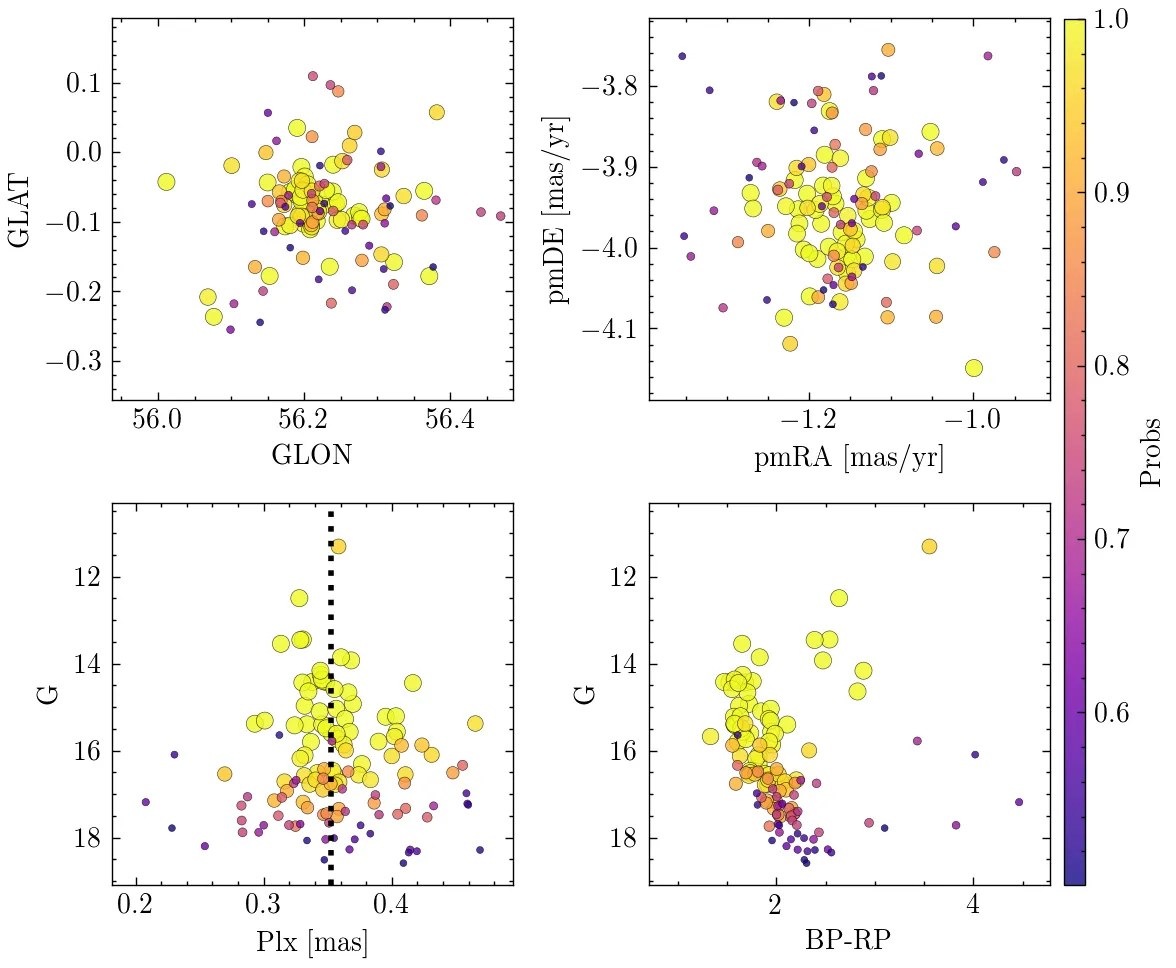 0.1
0.0
−0.1
−0.2
−0.3
GLAT
56.0 56.2 56.4
GLON
−3.8
−3.9
−4.0
−4.1
pmDE [mas/yr]
−1.2 −1.0
pmRA [mas/yr]
12
14
16
18
G
0.2 0.3 0.4
Plx [mas]
12
14
16
18
G
2 4
BP-RP
1.0
0.9
0.8
0.7
0.6
Probs